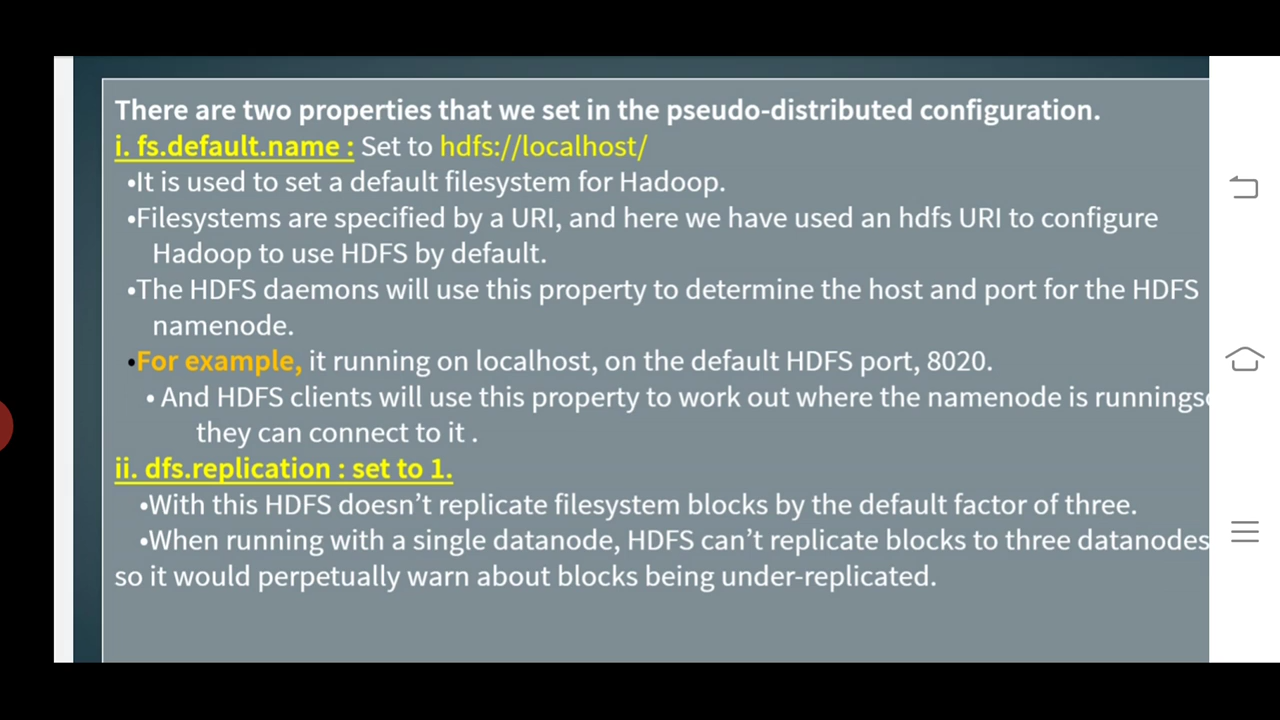 There are two properties that we set in the pseudo-distributed configuration.
i. fs.default.name : Set to hdfs://localhost/
•It is used to set a default filesystem for Hadoop.
•Filesystems are specified by a URI, and here we have used an hdfs URI to configure
Hadoop to use HDFS by default.
•The HDFS daemons will use this property to determine the host and port for the HDFS
namenode.
•For example, it running on localhost, on the default HDFS port, 8020.
• And HDFS clients will use this property to work out where the namenode is runningso
they can connect to it .
ii. dfs.replication : set to 1.
•With this HDFS doesn’t replicate filesystem blocks by the default factor of three.
•When running with a single datanode, HDFS can’t replicate blocks to three datanodes
so it would perpetually warn about blocks being under-replicated.